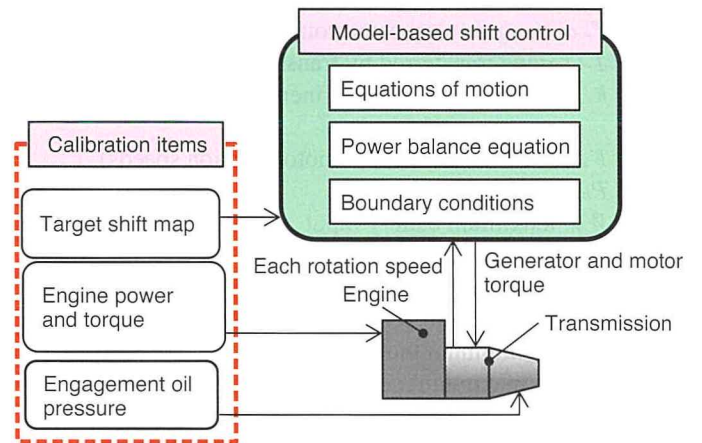 Model-based shift control
Equations of motion
Power balance equation
Boundary conditions
Calibration items
Target shift map
Engine power
and torque
Engagement oil
pressure
Each rotation speed
Engine
Generator and motor
torque
Transmission